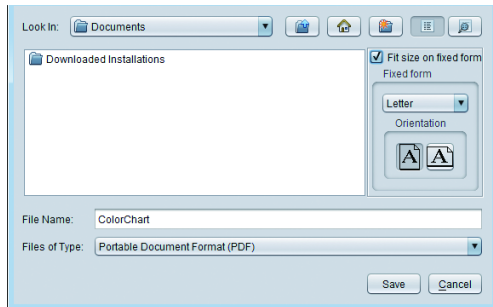 Look In: Documents
Downloaded Installations
Fit size on fixed form
Fixed form
Letter
Orientation
A A
File Name: ColorChart
Files of Type: Portable Document Format (PDF)
Save Cancel